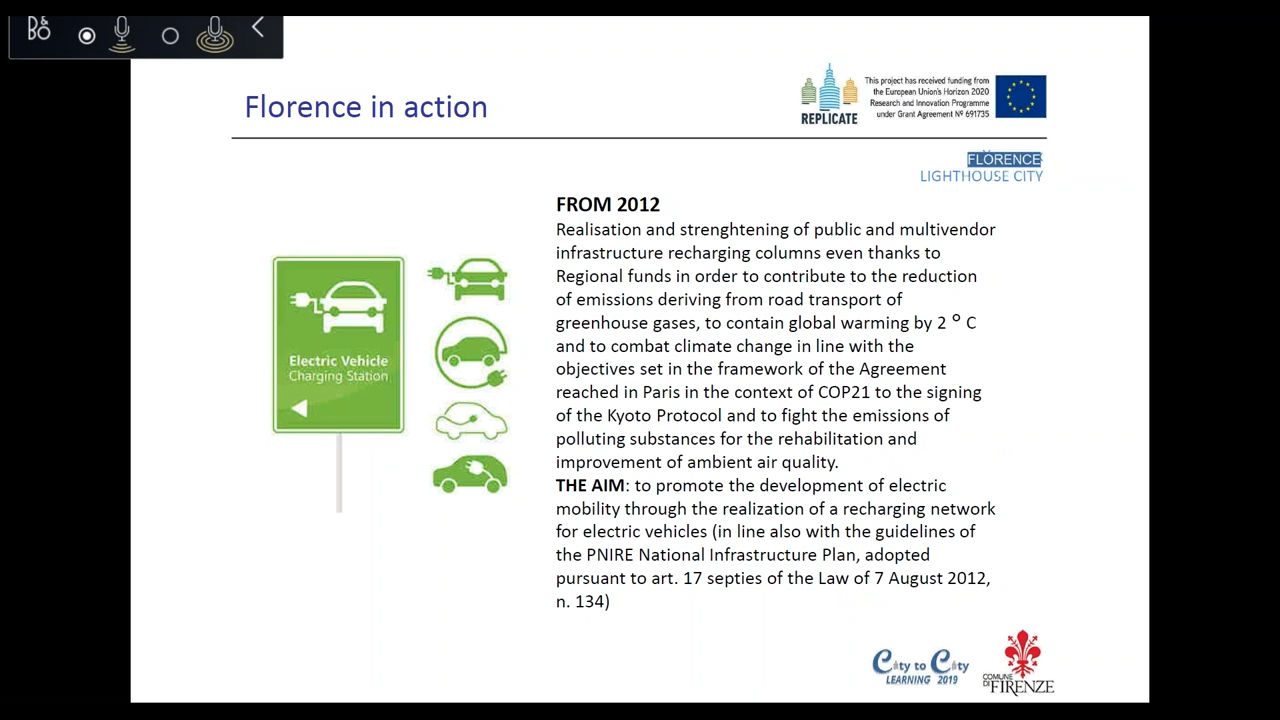 B&
BO
Florence in action
REPLICATE
This project has received funding from
the European Union's Horizon 2020
Research and Innovation Programme
under Grant Agreement Nº 691735
FLORENCE
LIGHTHOUSE CITY
FROM 2012
Realisation and strenghtening of public and multivendor
infrastructure recharging columns even thanks to
Regional funds in order to contribute to the reduction
of emissions deriving from road transport of
greenhouse gases, to contain global warming by 2 ° C
and to combat climate change in line with the
objectives set in the framework of the Agreement
reached in Paris in the context of COP21 to the signing
of the Kyoto Protocol and to fight the emissions of
polluting substances for the rehabilitation and
improvement of ambient air quality.
THE AIM: to promote the development of electric
mobility through the realization of a recharging network
for electric vehicles (in line also with the guidelines of
the PNIRE National Infrastructure Plan, adopted
pursuant to art. 17 septies of the Law of 7 August 2012,
n. 134)
Electric Vehicle
Charging Station
City to City
LEARNING 2019
COMUNE
DI FIRENZE